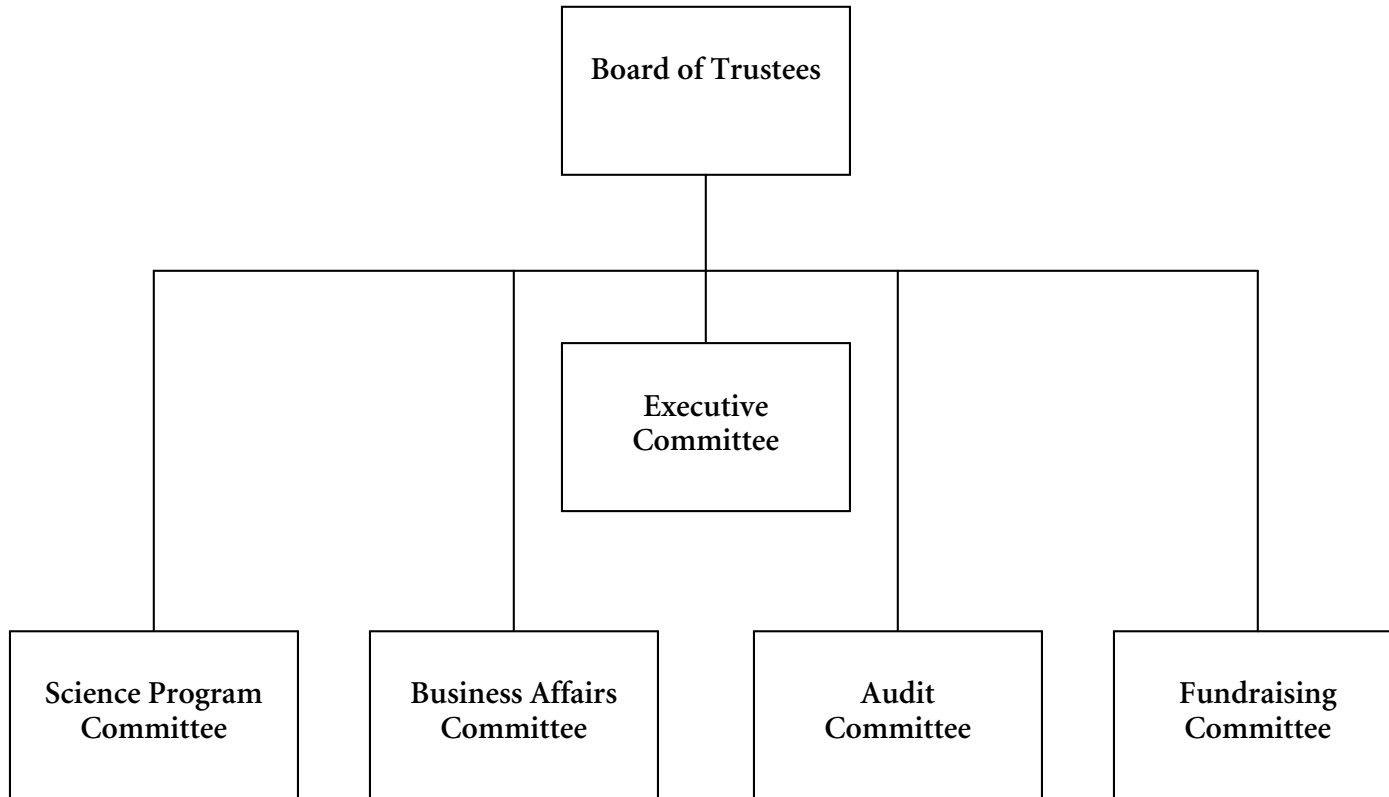 Board of Trustees
Executive
Committee
Science Program
Committee
Business Affairs
Committee
Audit
Committee
Fundraising
Committee